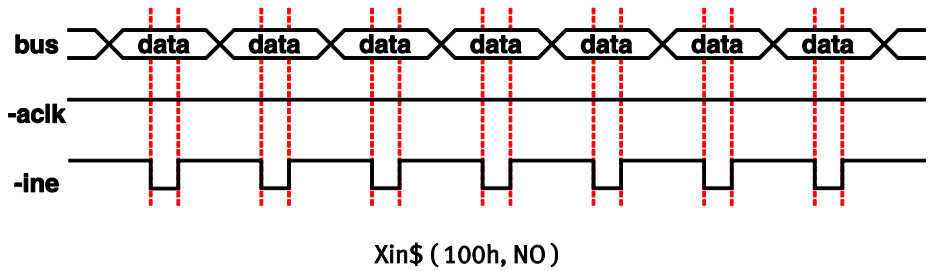 bus data data data data data data data
-aclk
-ine
Xin$ ( 100h, NO )